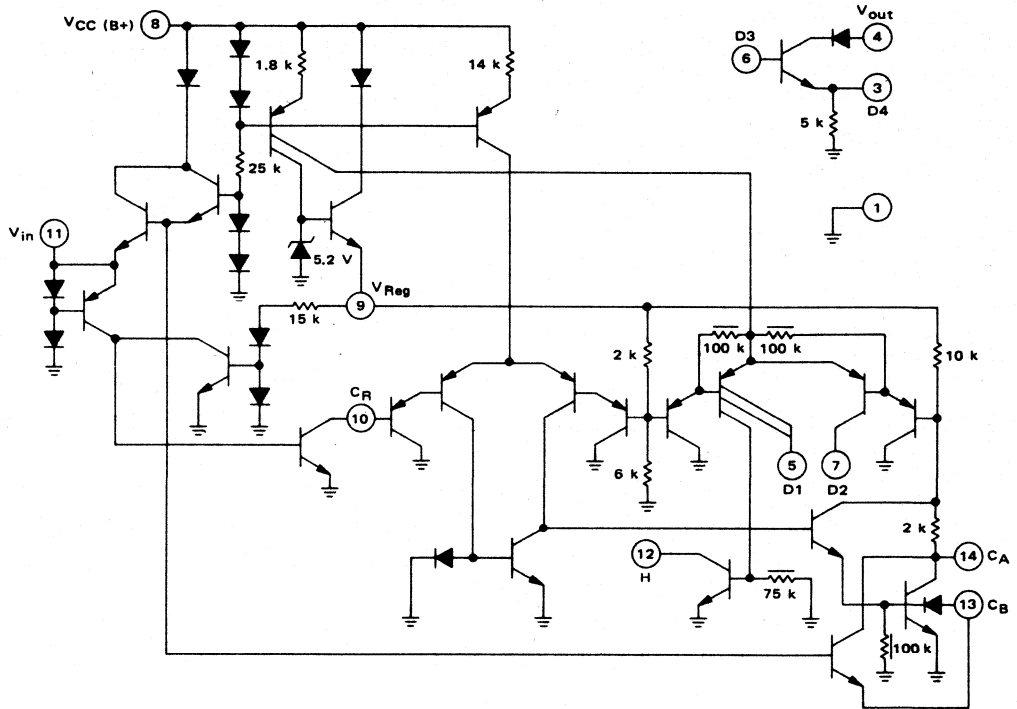 VCC (B+) 8
Vout
D3
4
6
1.8 k
14 k
3
D4
5 k
25 k
1
Vin 11
5.2 V
VReg
9
15 k
100 k
100 k
2 k
10 k
CR
10
6 k
5
D1
7
D2
2 k
12
H
14 CA
75 k
13 CB
100 k